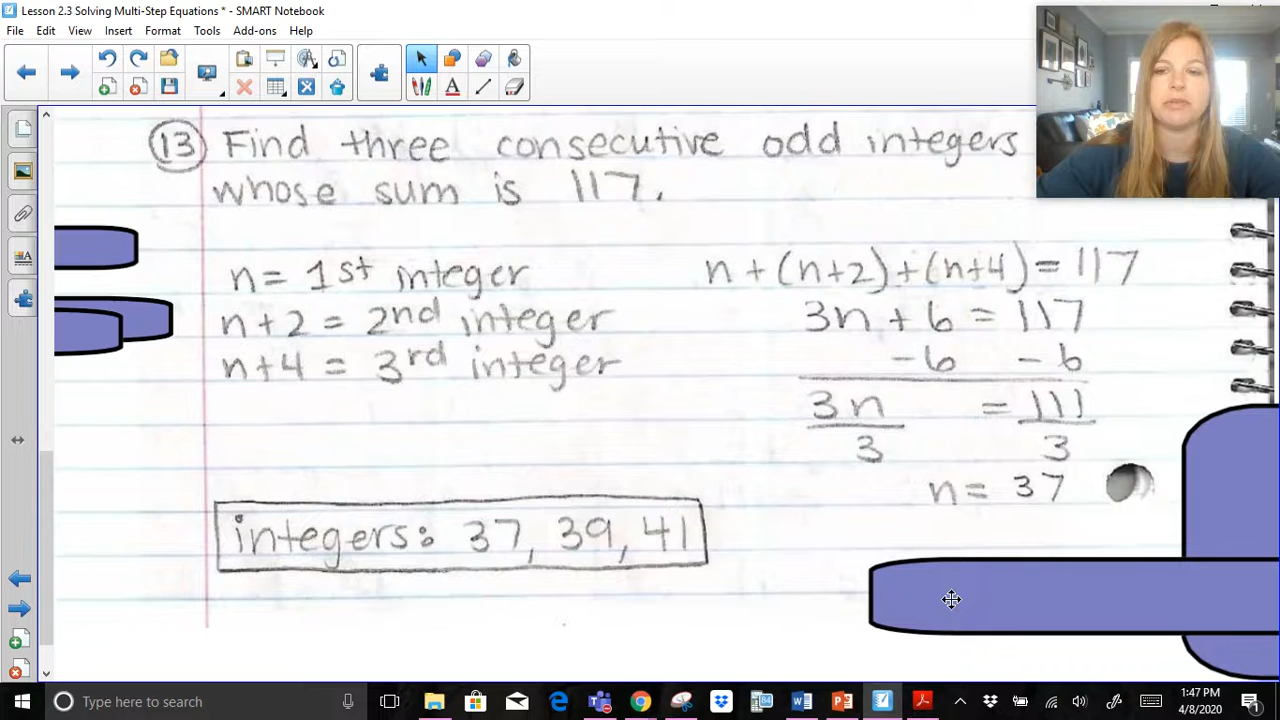 Lesson 2.3 Solving Multi-Step Equations * - SMART Notebook
File Edit View Insert Format Tools Add-ons Help
13 Find three consecutive odd integers
whose sum is 117.
n = 1st integer
n+2 = 2nd integer
n+4 = 3rd integer
n + (n+2) + (n+4) = 117
3n + 6 = 117
-6 -6
3n = 111
3 3
n = 37
integers: 37, 39, 41
Type here to search
1:47 PM
4/8/2020
1